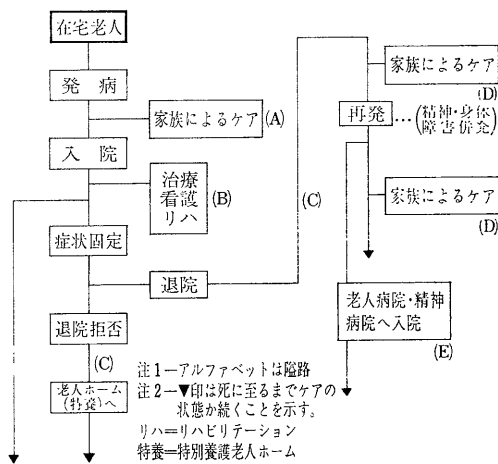 在宅老人
発病
家族によるケア (A)
入院
治療
看護
リハ
(B)
症状固定
退院
(C)
退院拒否
(C)
老人ホーム
(特養)へ
家族によるケア
(D)
再発…(精神・身体
障害併発)
家族によるケア
(D)
老人病院・精神
病院へ入院
(E)
注1―アルファベットは隘路
注2―▼印は死に至るまでケアの
状態が続くことを示す。
リハ=リハビリテーション
特養=特別養護老人ホーム